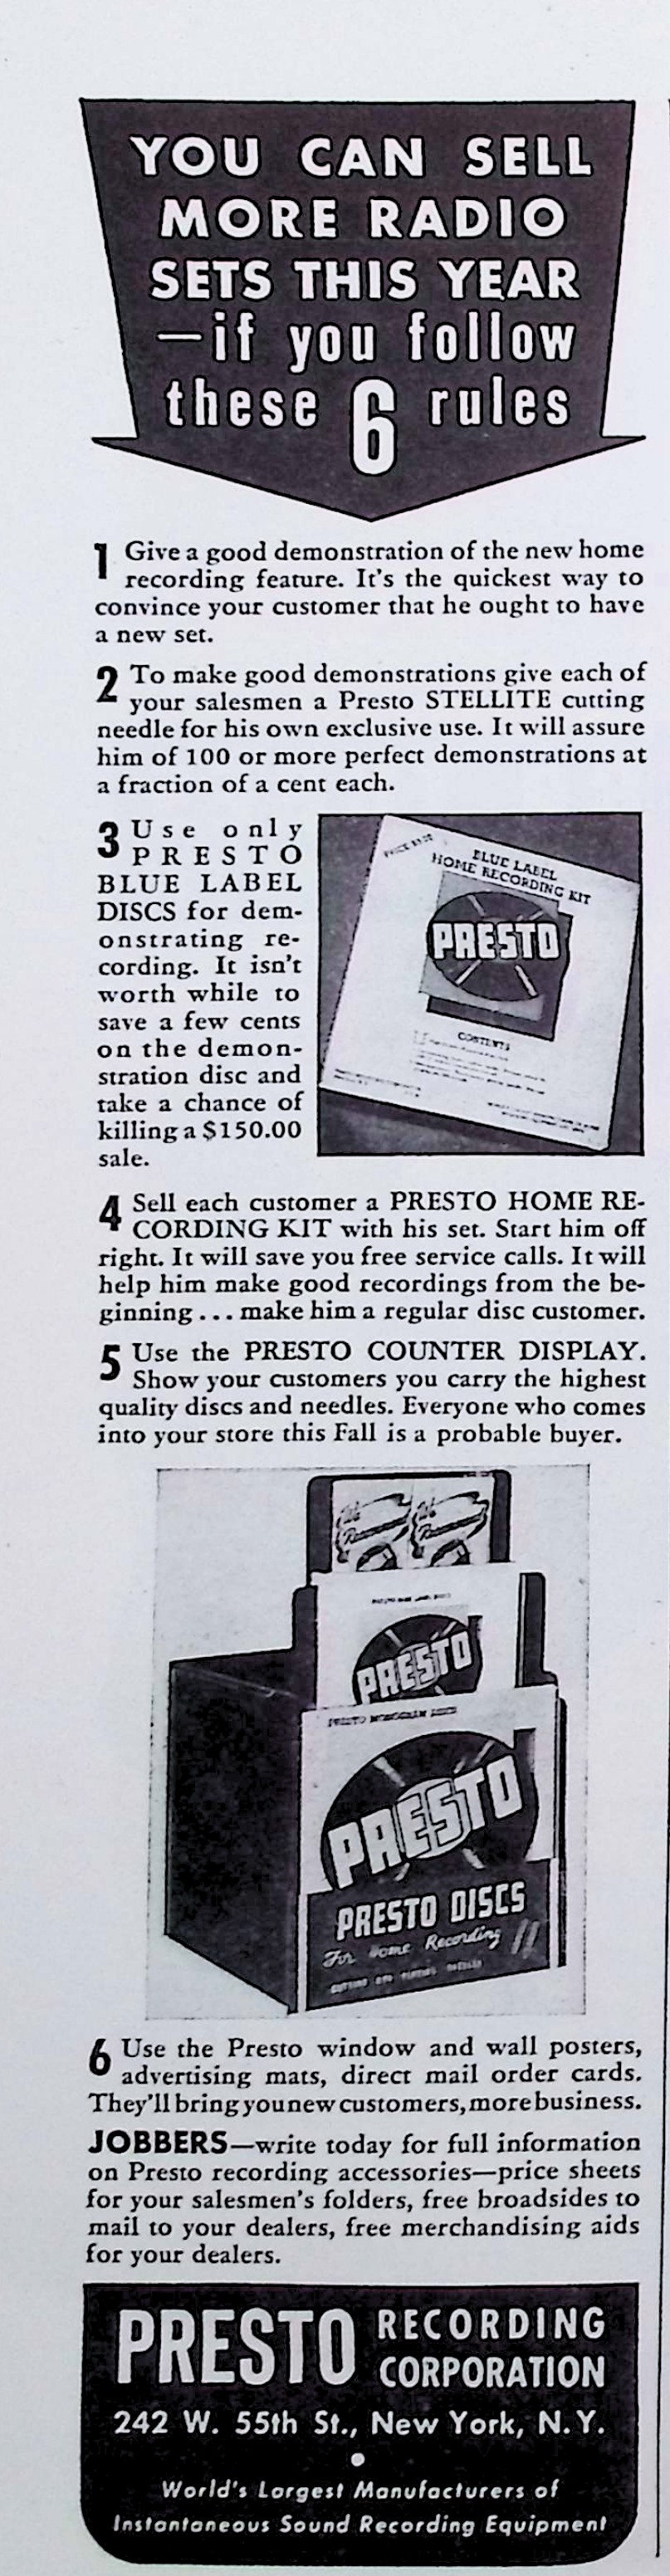 YOU CAN SELL
MORE RADIO
SETS THIS YEAR
—if you follow
these 6 rules
1 Give a good demonstration of the new home
recording feature. It's the quickest way to
convince your customer that he ought to have
a new set.
2 To make good demonstrations give each of
your salesmen a Presto STELLITE cutting
needle for his own exclusive use. It will assure
him of 100 or more perfect demonstrations at
a fraction of a cent each.
3 Use only
PRESTO
BLUE LABEL
DISCS for dem-
onstrating re-
cording. It isn't
worth while to
save a few cents
on the demon-
stration disc and
take a chance of
killing a $150.00
sale.
PRICE
BLUE LABEL
HOME RECORDING KIT
PRESTO
CONTENTS
4 Sell each customer a PRESTO HOME RE-
CORDING KIT with his set. Start him off
right. It will save you free service calls. It will
help him make good recordings from the be-
ginning . . . make him a regular disc customer.
5 Use the PRESTO COUNTER DISPLAY.
Show your customers you carry the highest
quality discs and needles. Everyone who comes
into your store this Fall is a probable buyer.
PRESTO
PRESTO MONOGRAM DISCS
PRESTO
PRESTO DISCS
For Home Recording
CUTTING AND PLAYING NEEDLES
6 Use the Presto window and wall posters,
advertising mats, direct mail order cards.
They'll bring you new customers, more business.
JOBBERS—write today for full information
on Presto recording accessories—price sheets
for your salesmen's folders, free broadsides to
mail to your dealers, free merchandising aids
for your dealers.
PRESTO RECORDING
CORPORATION
242 W. 55th St., New York, N.Y.
World's Largest Manufacturers of
Instantaneous Sound Recording Equipment